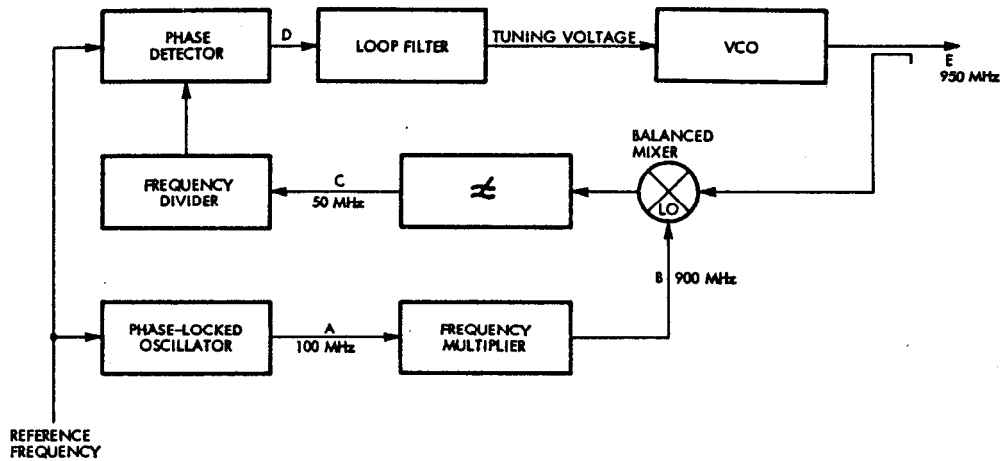 PHASE
DETECTOR
D
LOOP FILTER
TUNING VOLTAGE
VCO
E
950 MHz
BALANCED
MIXER
LO
FREQUENCY
DIVIDER
C
50 MHz
B 900 MHz
PHASE-LOCKED
OSCILLATOR
A
100 MHz
FREQUENCY
MULTIPLIER
REFERENCE
FREQUENCY